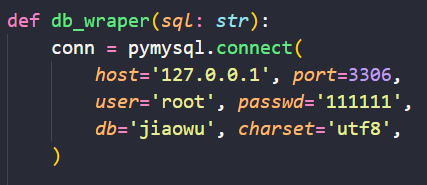 def db_wraper(sql: str):
    conn = pymysql.connect(
        host='127.0.0.1', port=3306,
        user='root', passwd='111111',
        db='jiaowu', charset='utf8',
    )